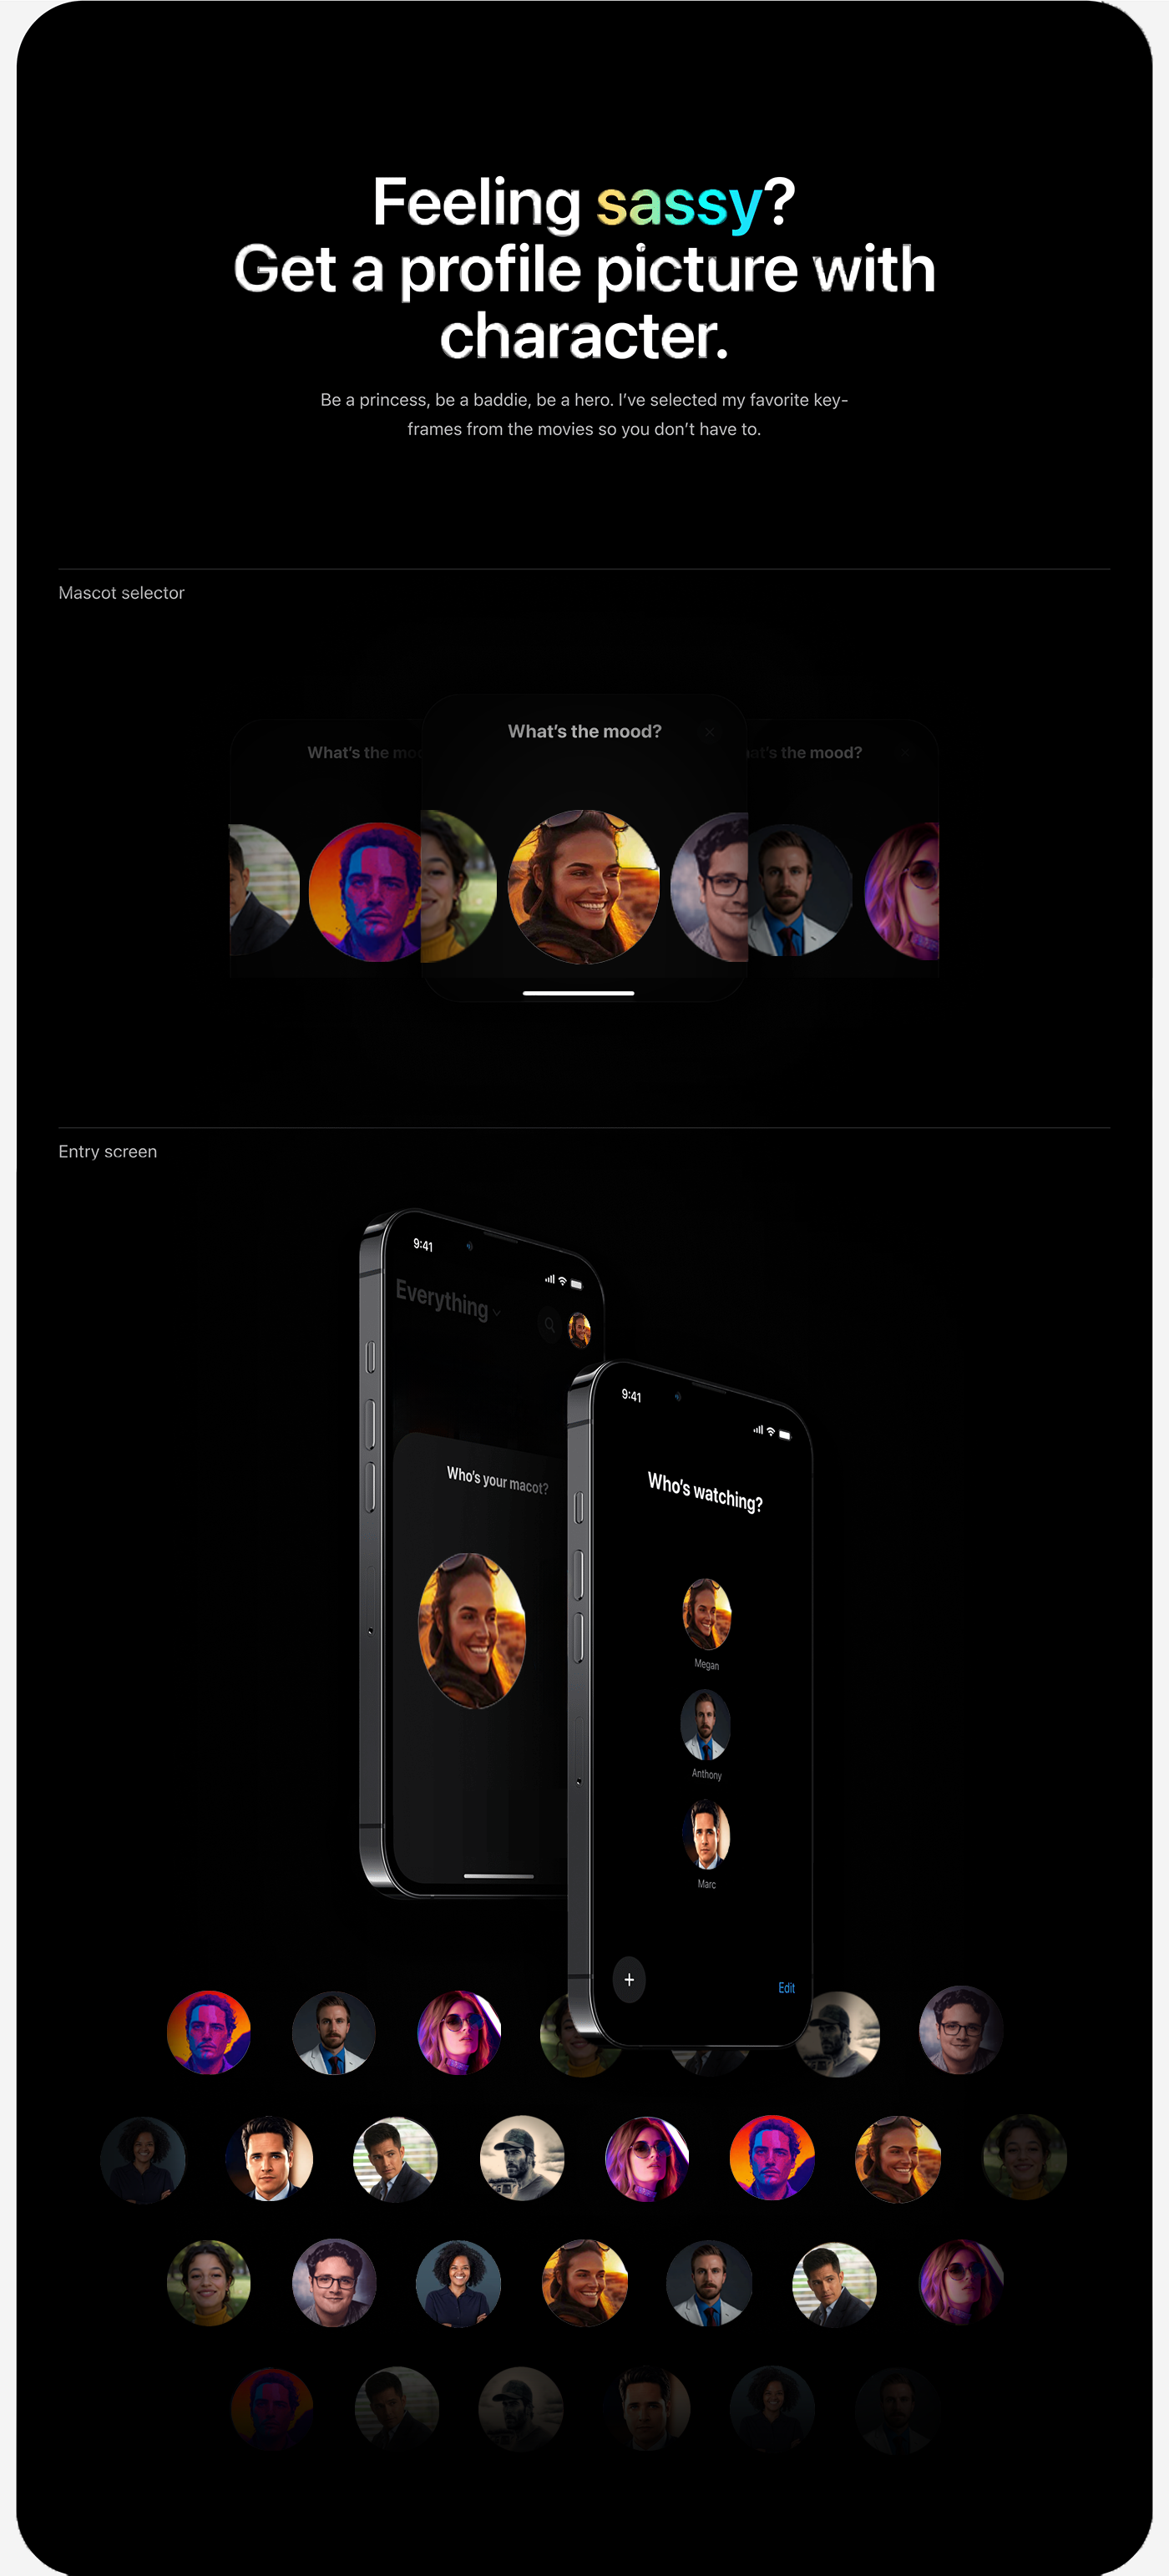 Feeling sassy?
Get a profile picture with
character.
Be a princess, be a baddie, be a hero. I've selected my favorite key-
frames from the movies so you don't have to.
Mascot selector
What's the mood?
What's the moo
at's the mood?
Entry screen
9:41
Everything
Who's your macot?
9:41
Who's watching?
Megan
Anthony
Marc
+
Edit